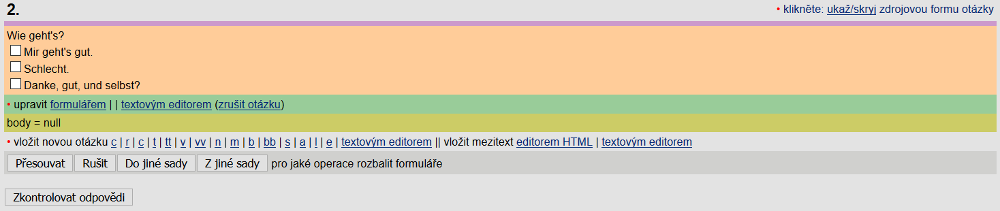 2.
• klikněte: ukaž/skryj zdrojovou formu otázky
Wie geht's?
Mir geht's gut.
Schlecht.
Danke, gut, und selbst?
• upravit formulářem | | textovým editorem (zrušit otázku)
body = null
• vložit novou otázku c | r | c | t | tt | v | vv | n | m | b | bb | s | a | l | e | textovým editorem || vložit mezitext editorem HTML | textovým editorem
Přesouvat Rušit Do jiné sady Z jiné sady pro jaké operace rozbalit formuláře
Zkontrolovat odpovědi